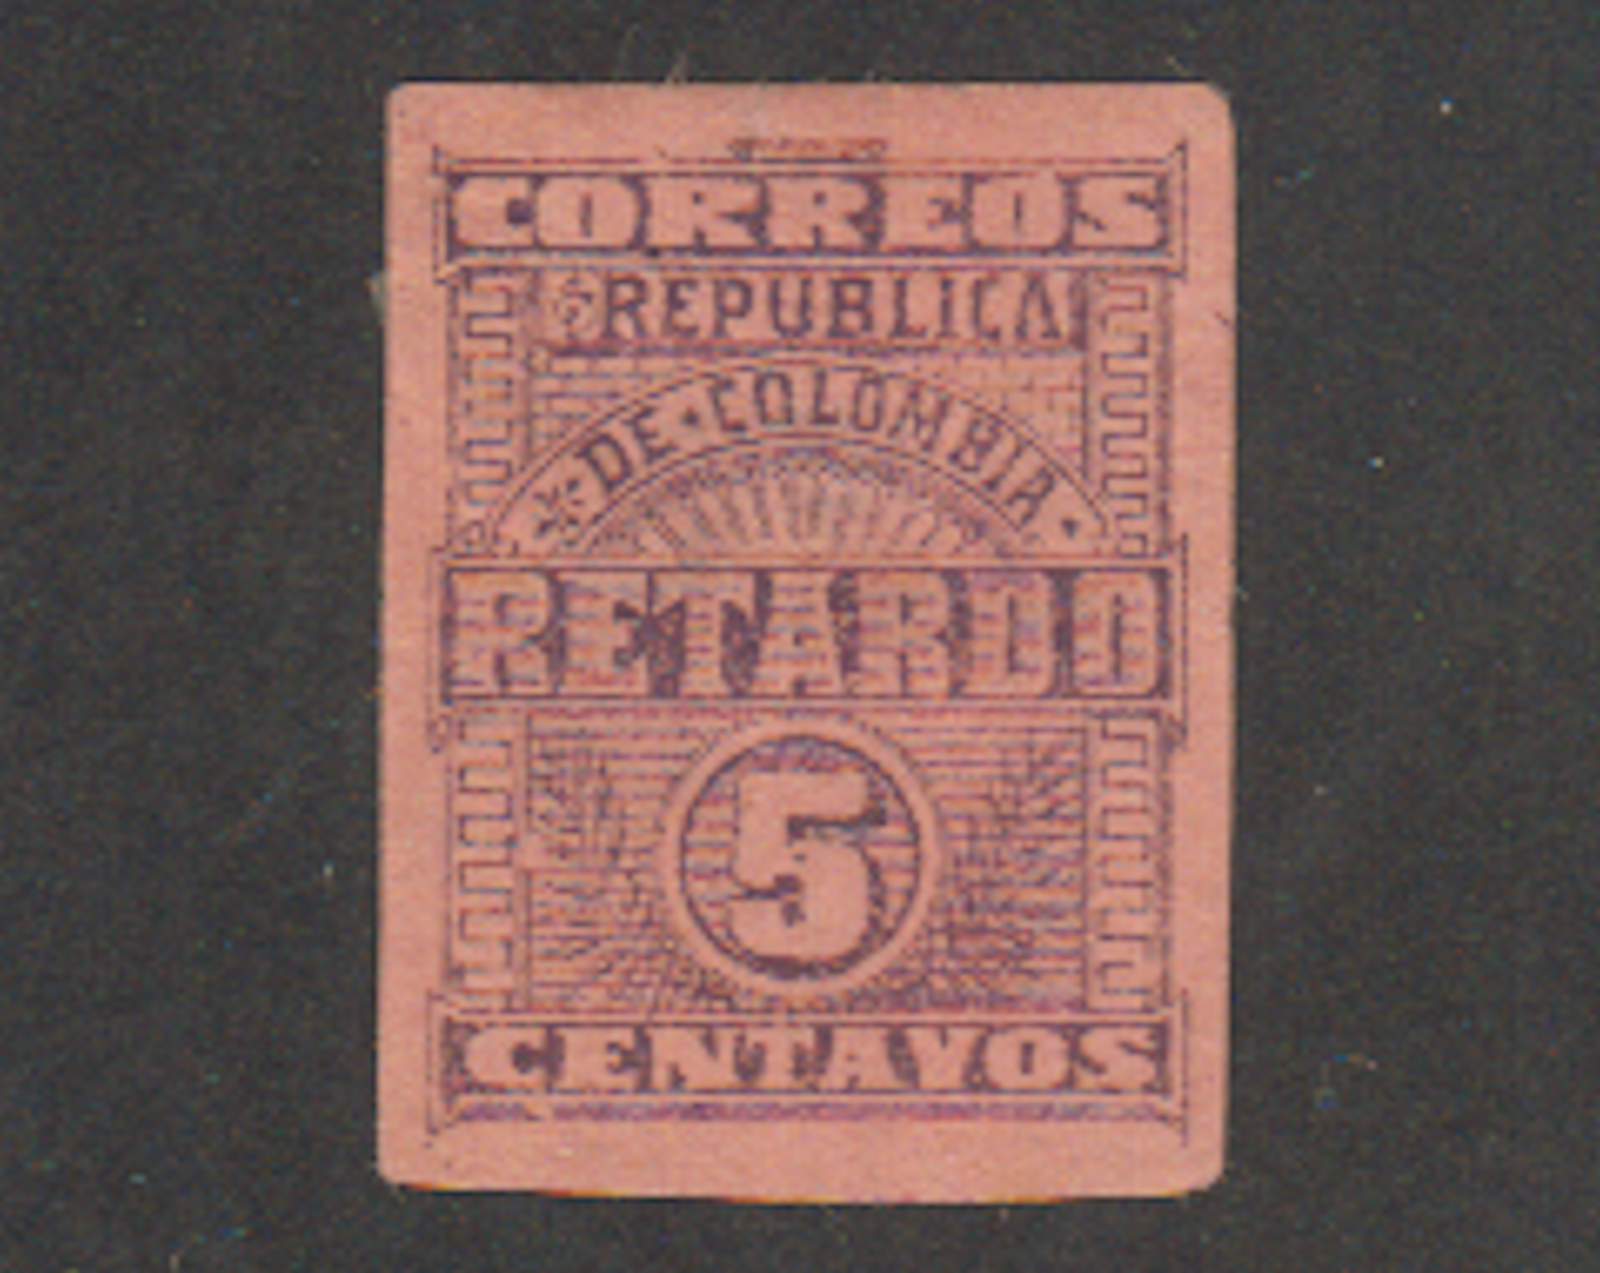 CORREOS
REPUBLICA
DE · COLOMBIA
RETARDO
5
CENTAVOS